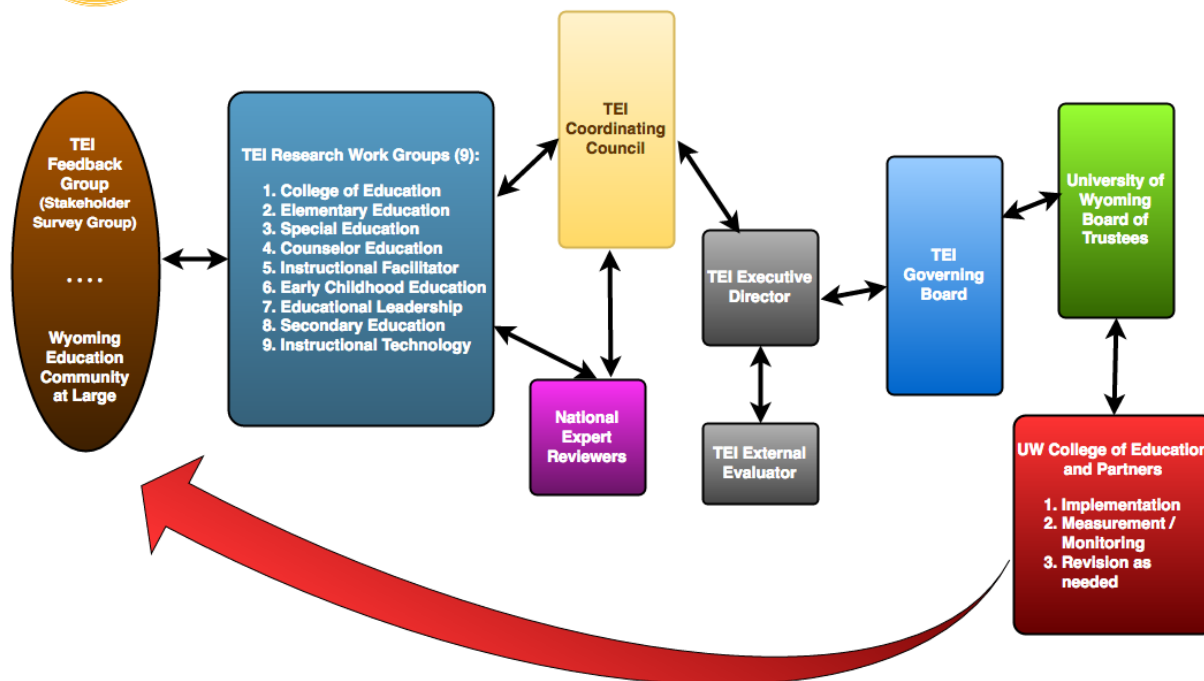 TEI
Feedback
Group
(Stakeholder
Survey Group)
....
Wyoming
Education
Community
at Large
TEI Research Work Groups (9):
1. College of Education
2. Elementary Education
3. Special Education
4. Counselor Education
5. Instructional Facilitator
6. Early Childhood Education
7. Educational Leadership
8. Secondary Education
9. Instructional Technology
TEI
Coordinating
Council
National
Expert
Reviewers
TEI Executive
Director
TEI External
Evaluator
TEI
Governing
Board
University of
Wyoming
Board of
Trustees
UW College of Education
and Partners
1. Implementation
2. Measurement /
Monitoring
3. Revision as
needed